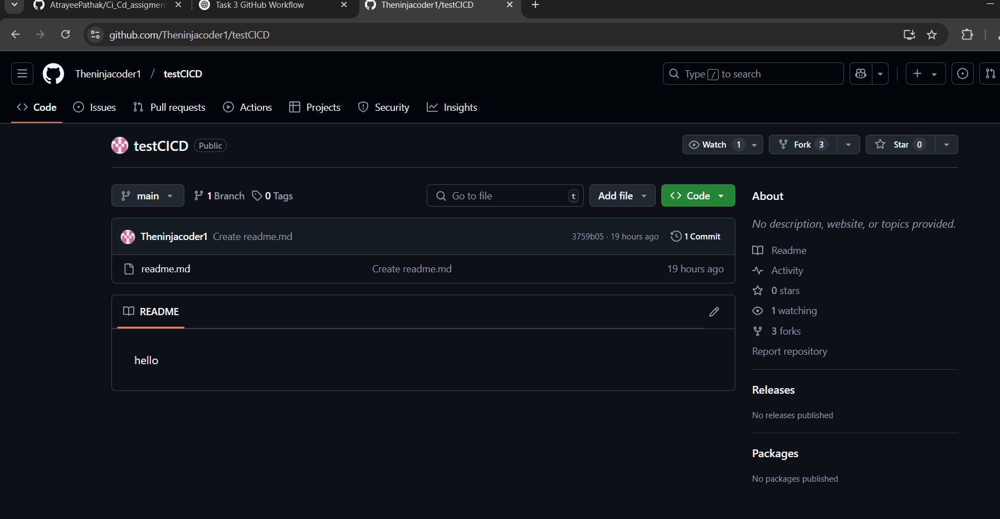 AtrayeePathak/Ci_Cd_assigmen
Task 3 GitHub Workflow
Theninjacoder1/testCICD
github.com/Theninjacoder1/testCICD
Theninjacoder1 / testCICD
Type / to search
Code
Issues
Pull requests
Actions
Projects
Security
Insights
testCICD Public
Watch 1
Fork 3
Star 0
main
1 Branch
0 Tags
Go to file t
Add file
Code
Theninjacoder1 Create readme.md
3759b05 · 19 hours ago
1 Commit
readme.md
Create readme.md
19 hours ago
README
hello
About
No description, website, or topics provided.
Readme
Activity
0 stars
1 watching
3 forks
Report repository
Releases
No releases published
Packages
No packages published